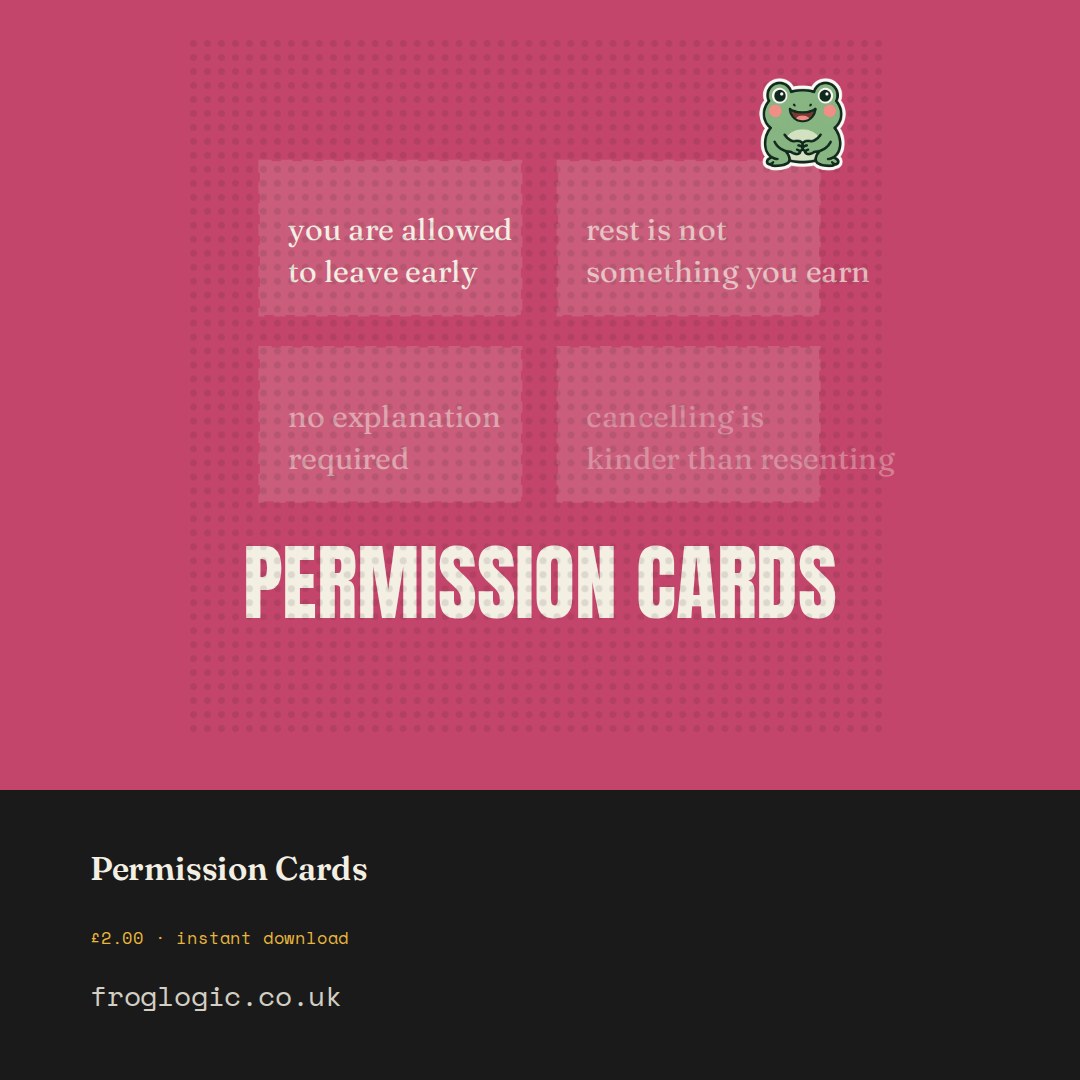 you are allowed
to leave early
rest is not
something you earn
no explanation
required
cancelling is
kinder than resenting
PERMISSION CARDS
Permission Cards
£2.00 · instant download
froglogic.co.uk